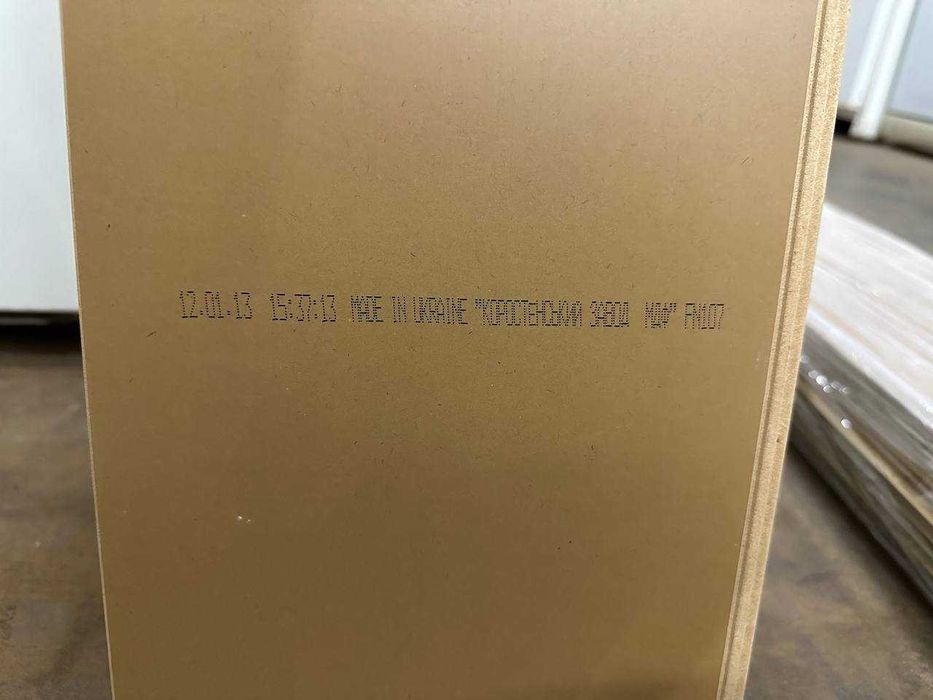 12.01.13 15:37:13 MADE IN UKRAINE "КОРОСТЕНСЬКИЙ ЗАВОД МДФ" FN107